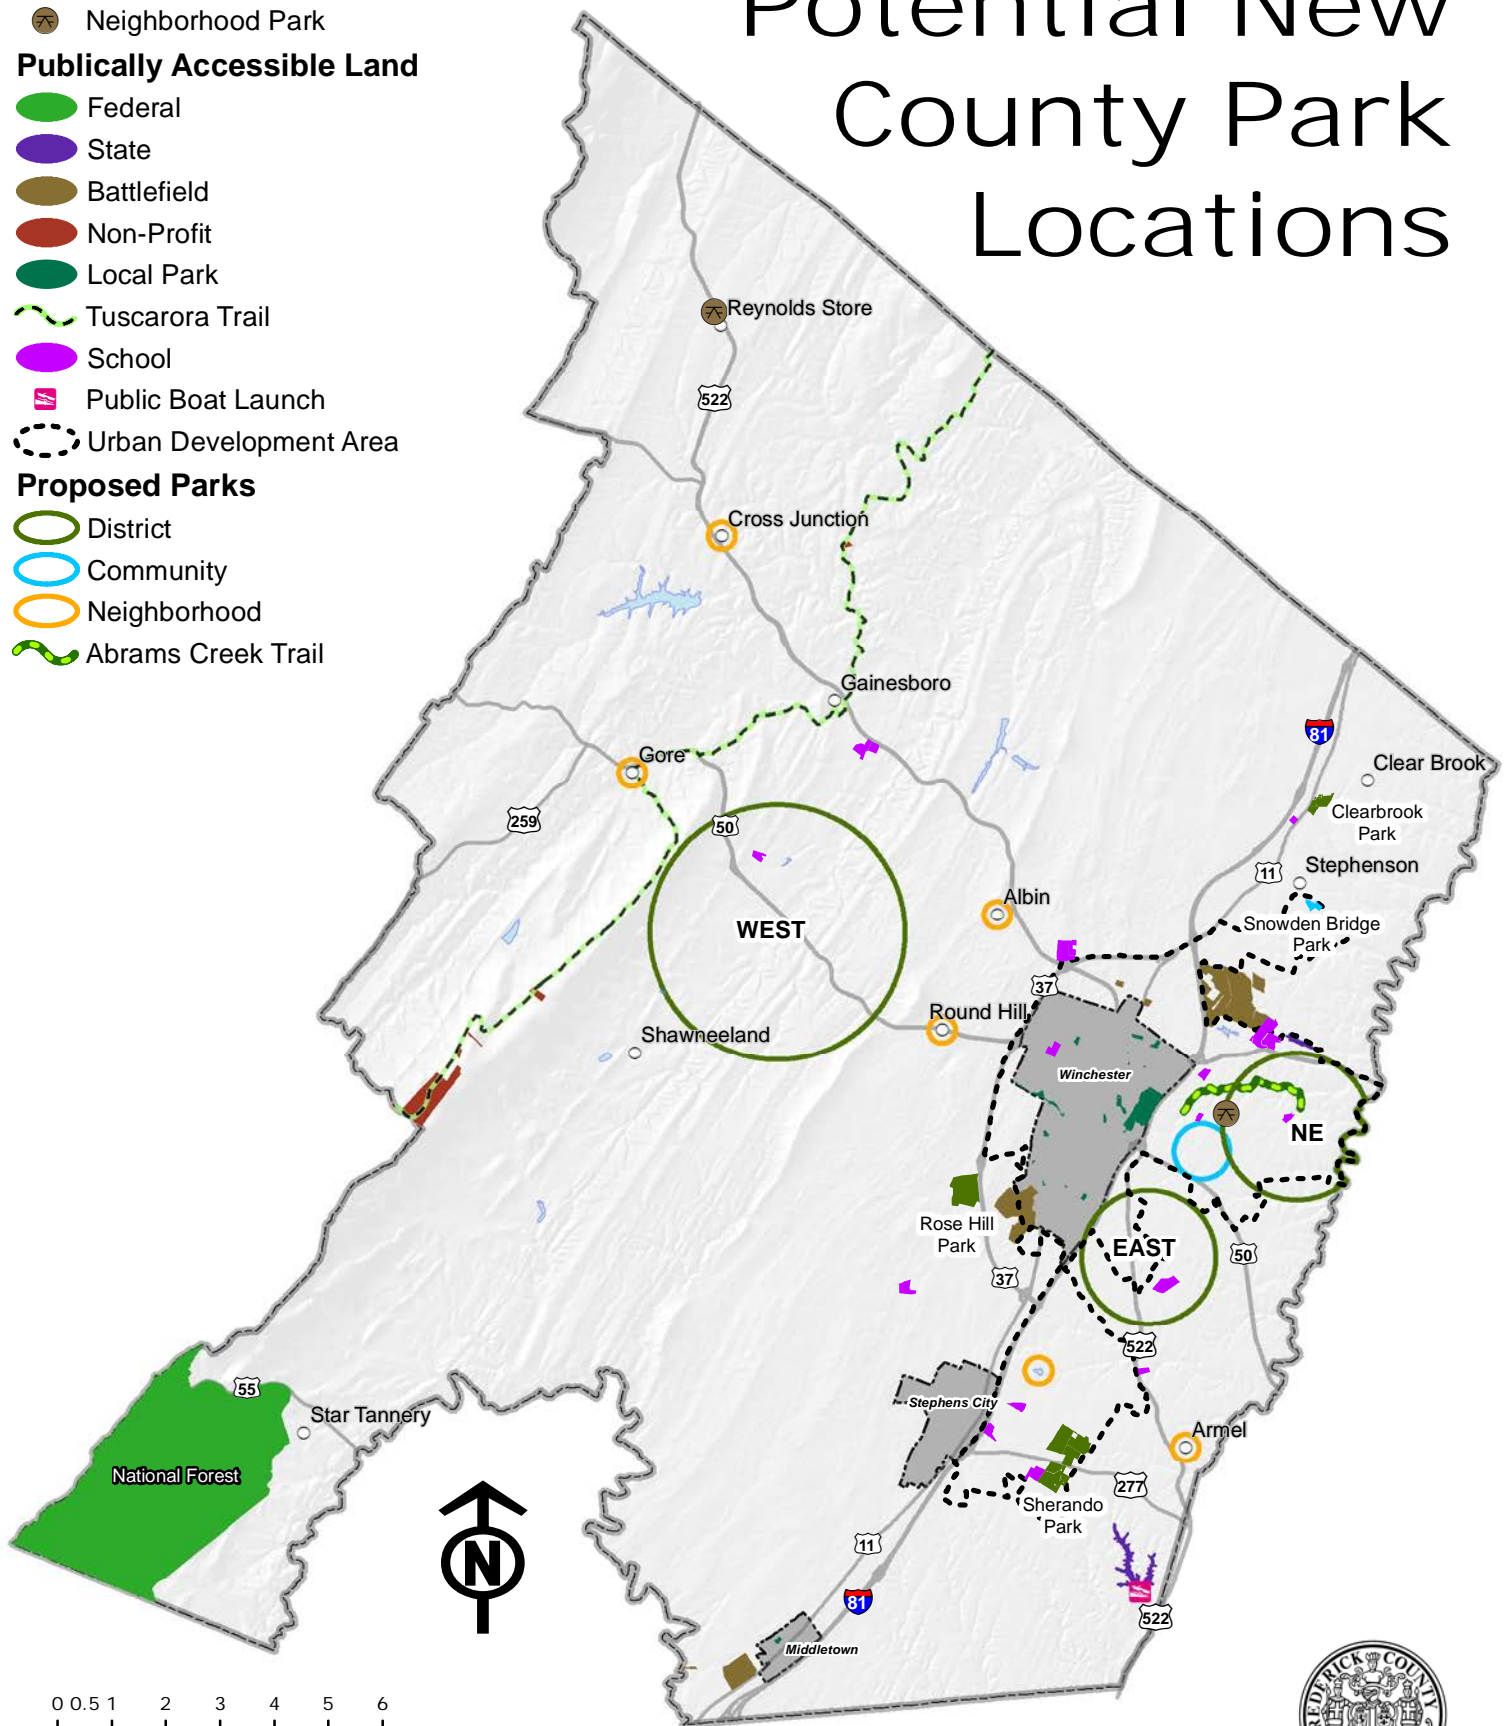 Potential New
County Park
Locations
Neighborhood Park
Publically Accessible Land
Federal
State
Battlefield
Non-Profit
Local Park
Tuscarora Trail
School
Public Boat Launch
Urban Development Area
Proposed Parks
District
Community
Neighborhood
Abrams Creek Trail
Reynolds Store
522
Cross Junction
Gainesboro
81
Clear Brook
Gore
Clearbrook
Park
259
50
11
Stephenson
Albin
Snowden Bridge
Park
WEST
37
Round Hill
Shawneeland
Winchester
NE
Rose Hill
Park
EAST
50
37
522
55
Stephens City
Star Tannery
Armel
National Forest
277
Sherando
Park
11
N
81
522
Middletown
0 0.5 1 2 3 4 5 6
REDERICK COUNTY